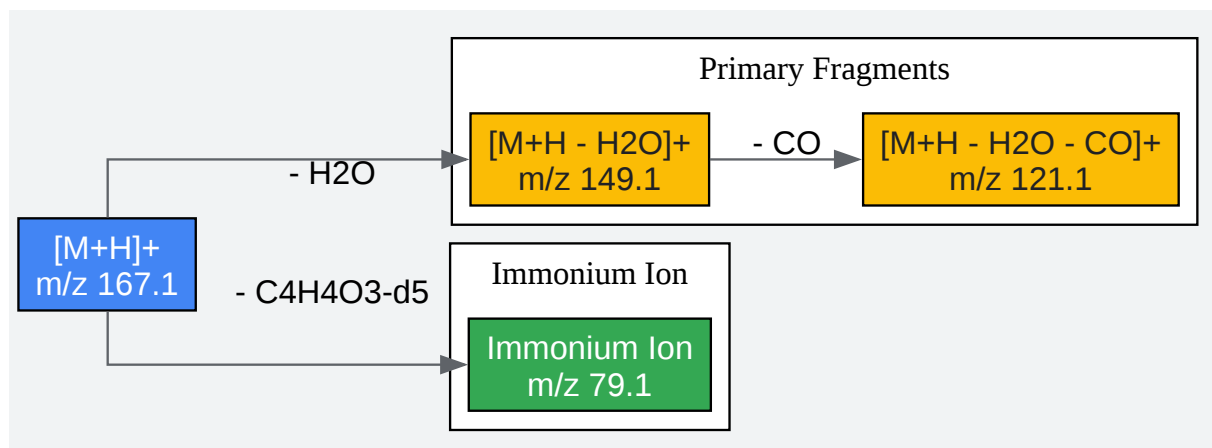 Primary Fragments
[M+H - H2O]+
m/z 149.1
- CO
[M+H - H2O - CO]+
m/z 121.1
- H2O
[M+H]+
m/z 167.1
- C4H4O3-d5
Immonium Ion
Immonium Ion
m/z 79.1